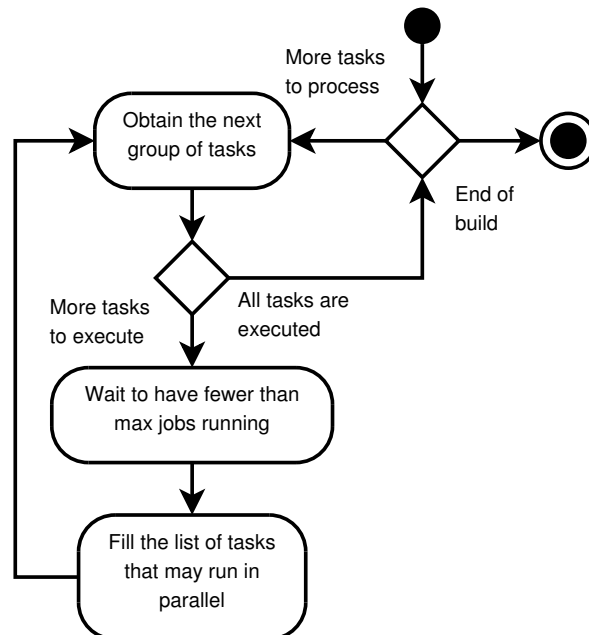 More tasks
to process
Obtain the next
group of tasks
End of
build
More tasks
to execute
All tasks are
executed
Wait to have fewer than
max jobs running
Fill the list of tasks
that may run in
parallel